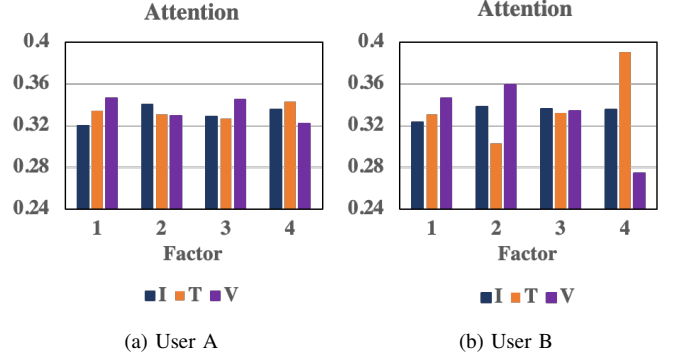 Attention
0.4
0.36
0.32
0.28
0.24
1 2 3 4
Factor
I T V
(a) User A
Attention
0.4
0.36
0.32
0.28
0.24
1 2 3 4
Factor
I T V
(b) User B